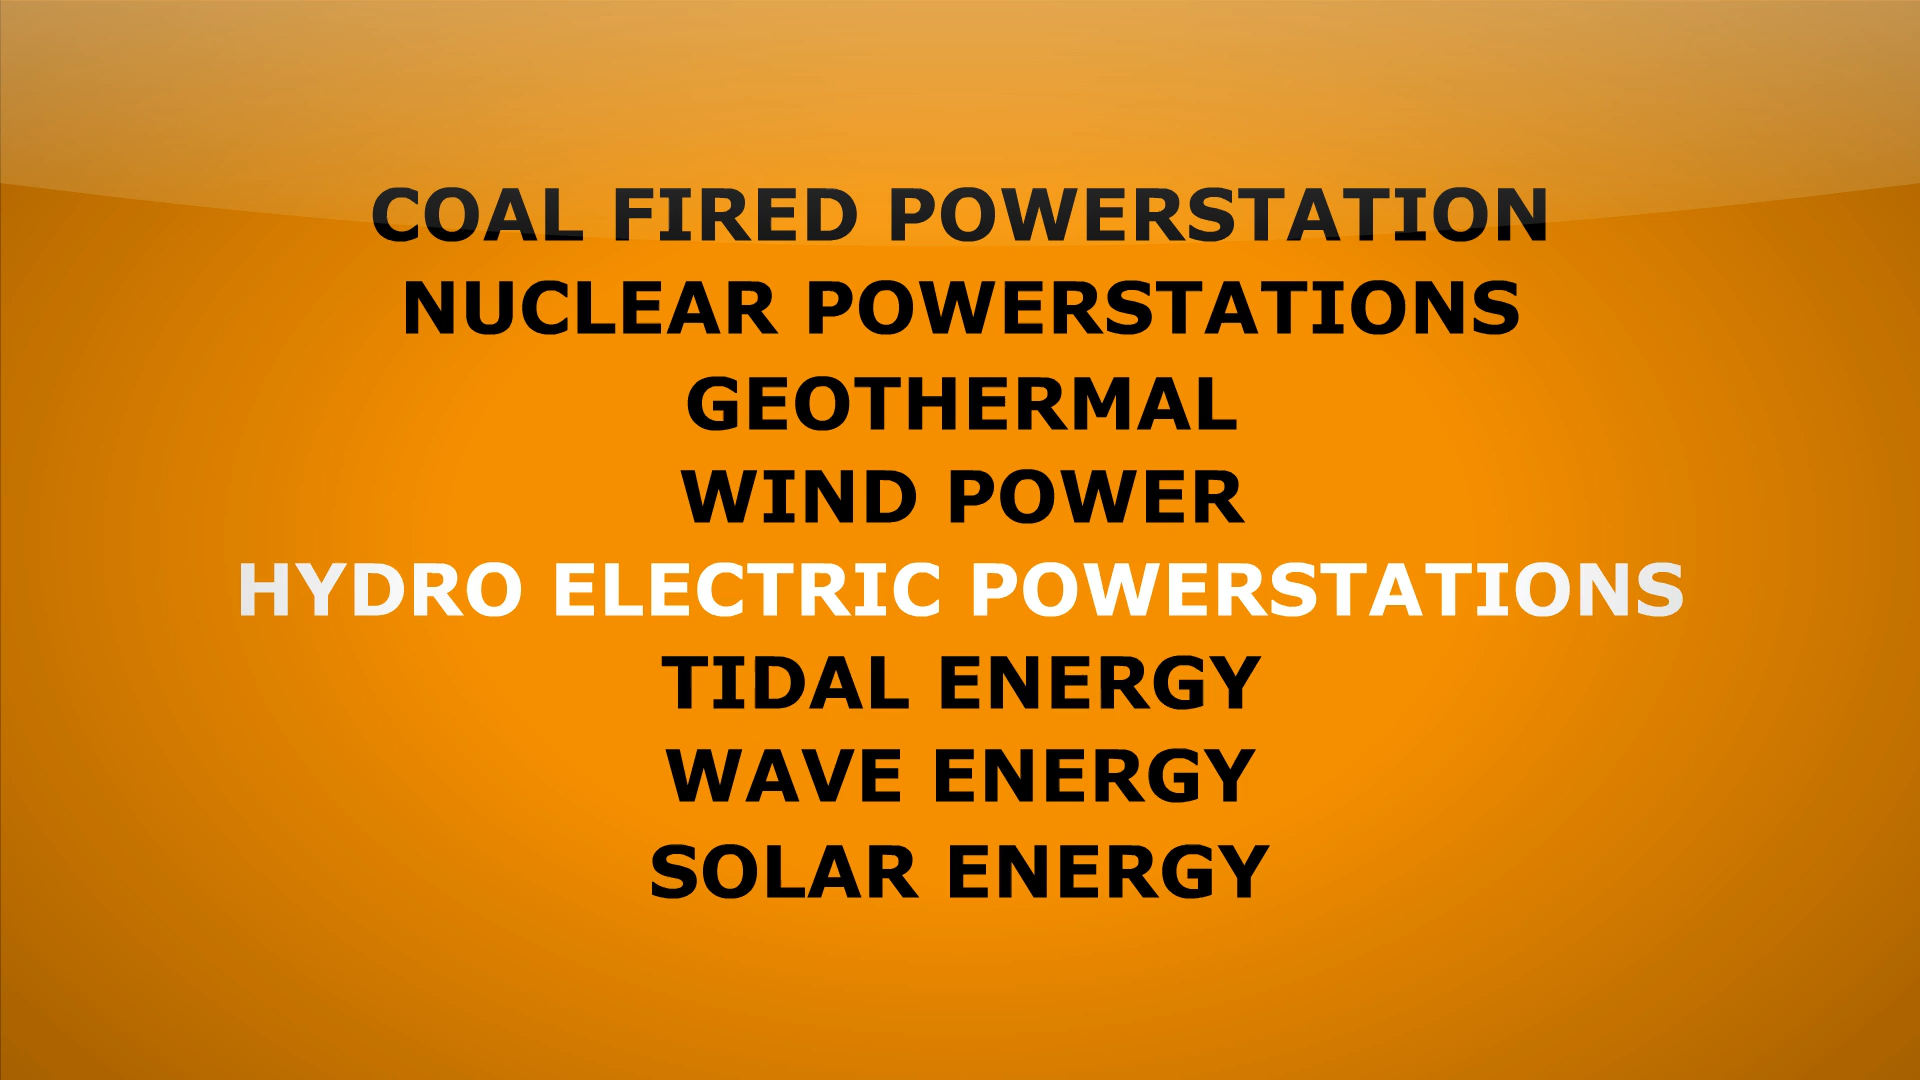 COAL FIRED POWERSTATION
NUCLEAR POWERSTATIONS
GEOTHERMAL
WIND POWER
HYDRO ELECTRIC POWERSTATIONS
TIDAL ENERGY
WAVE ENERGY
SOLAR ENERGY